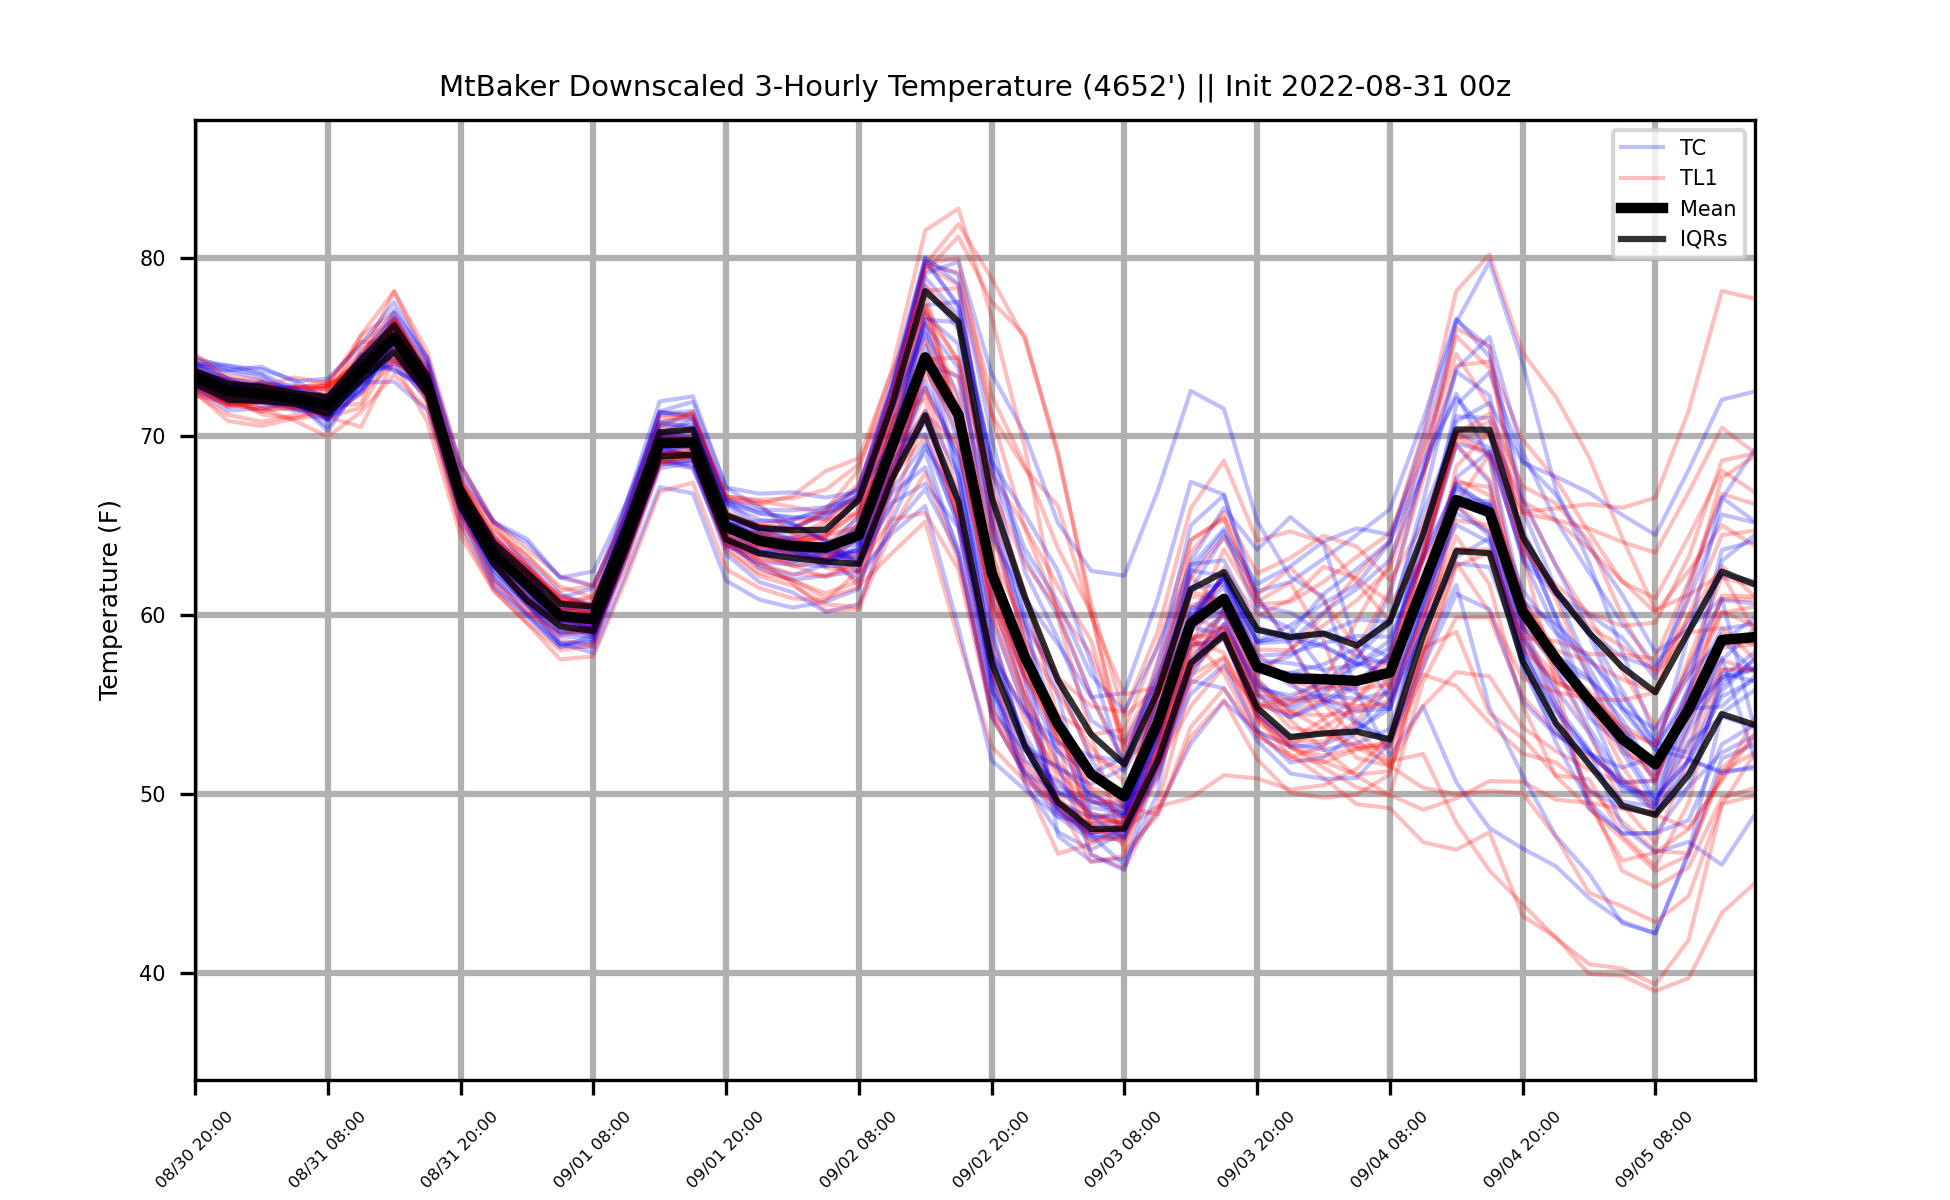 MtBaker Downscaled 3-Hourly Temperature (4652') || Init 2022-08-31 00z
TC
TL1
Mean
IQRs
Temperature (F)
80
70
60
50
40
08/30 20:00
08/31 08:00
08/31 20:00
09/01 08:00
09/01 20:00
09/02 08:00
09/02 20:00
09/03 08:00
09/03 20:00
09/04 08:00
09/04 20:00
09/05 08:00